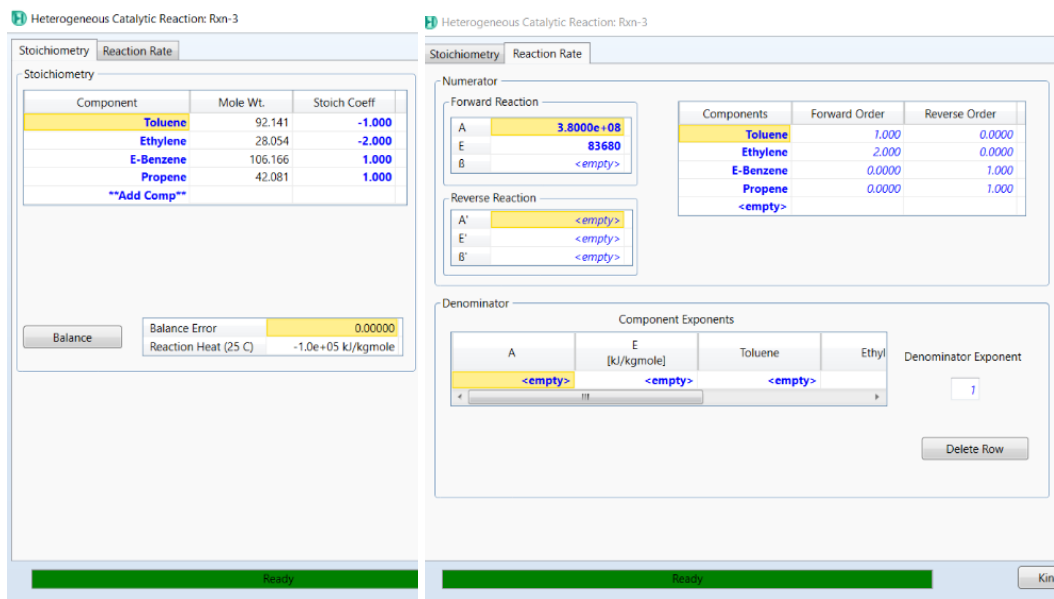 Heterogeneous Catalytic Reaction: Rxn-3
Stoichiometry Reaction Rate
Stoichiometry
Component Mole Wt. Stoich Coeff
Toluene 92.141 -1.000
Ethylene 28.054 -2.000
E-Benzene 106.166 1.000
Propene 42.081 1.000
**Add Comp**
Balance
Balance Error 0.00000
Reaction Heat (25 C) -1.0e+05 kJ/kgmole
Ready
Heterogeneous Catalytic Reaction: Rxn-3
Stoichiometry Reaction Rate
Numerator
Forward Reaction
A 3.8000e+08
E 83680
ß <empty>
Reverse Reaction
A' <empty>
E' <empty>
ß' <empty>
Components Forward Order Reverse Order
Toluene 1.000 0.0000
Ethylene 2.000 0.0000
E-Benzene 0.0000 1.000
Propene 0.0000 1.000
<empty>
Denominator
Component Exponents
A E [kJ/kgmole] Toluene Ethyl
<empty> <empty> <empty>
Denominator Exponent
1
Delete Row
Ready
Kin